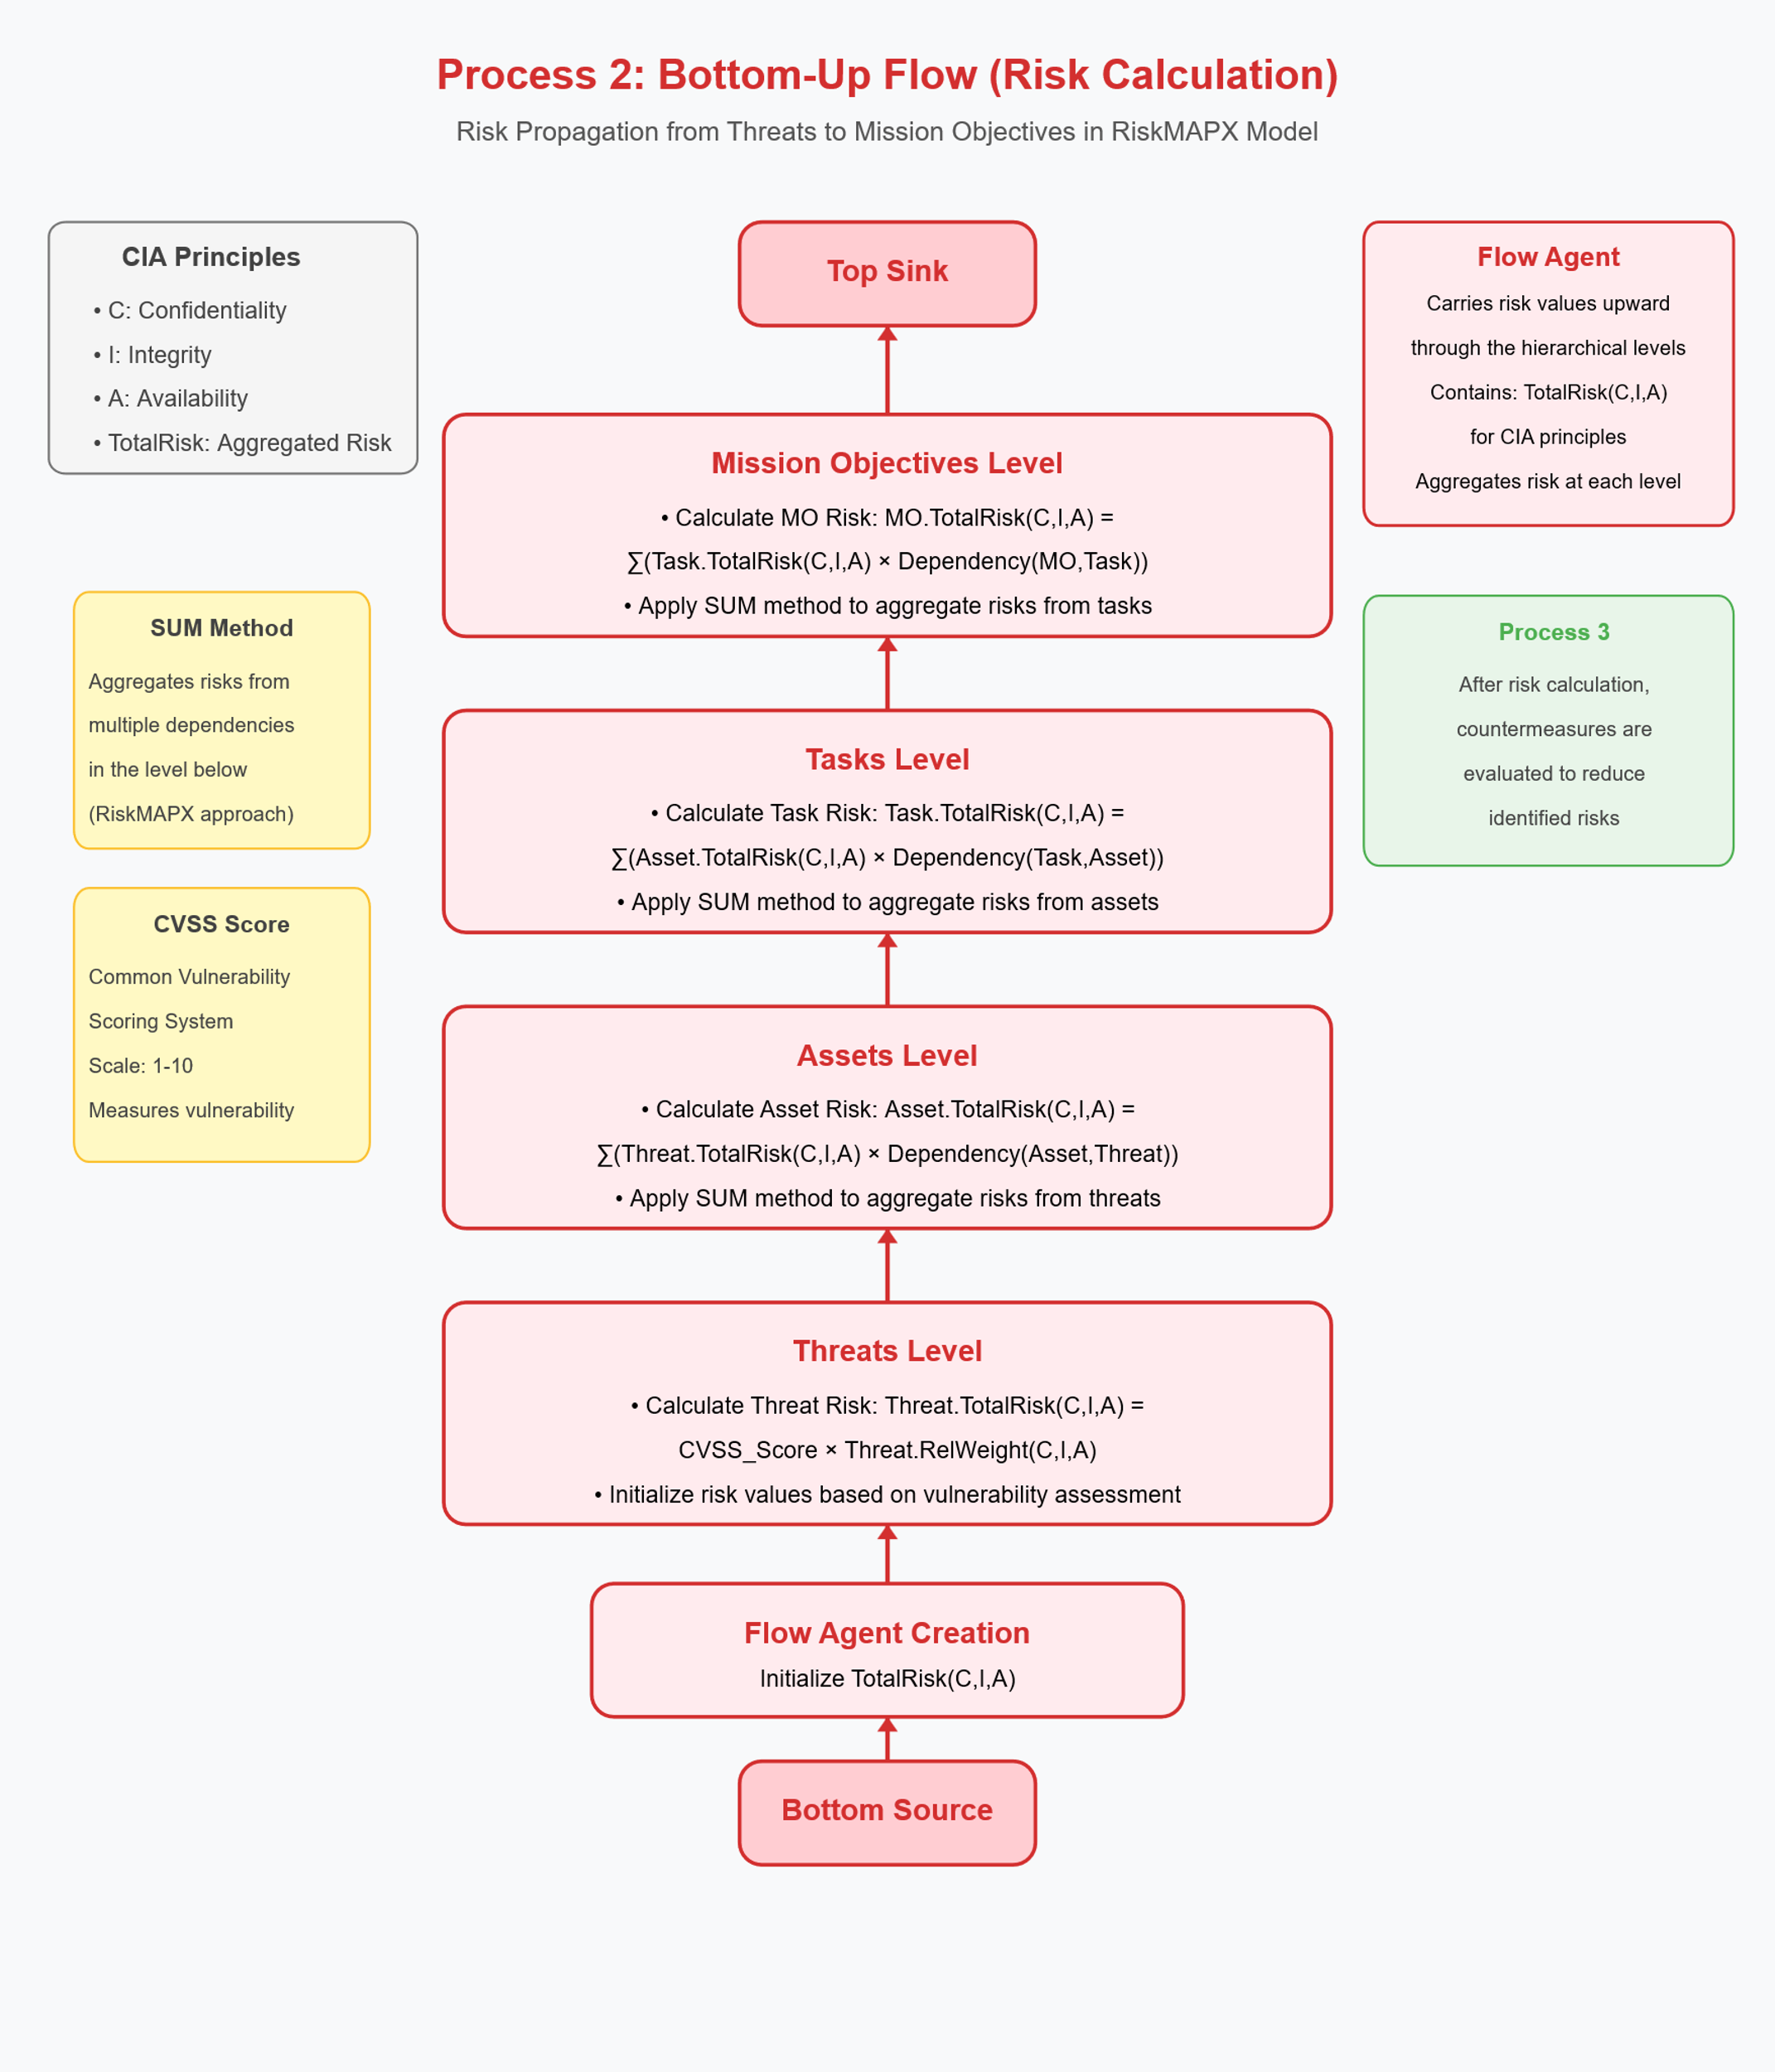 Process 2: Bottom-Up Flow (Risk Calculation)
Risk Propagation from Threats to Mission Objectives in RiskMAPX Model
CIA Principles
• C: Confidentiality
• I: Integrity
• A: Availability
• TotalRisk: Aggregated Risk
Top Sink
Flow Agent
Carries risk values upward
through the hierarchical levels
Contains: TotalRisk(C,I,A)
for CIA principles
Aggregates risk at each level
Mission Objectives Level
• Calculate MO Risk: MO.TotalRisk(C,I,A) =
∑(Task.TotalRisk(C,I,A) × Dependency(MO,Task))
• Apply SUM method to aggregate risks from tasks
SUM Method
Aggregates risks from
multiple dependencies
in the level below
(RiskMAPX approach)
Process 3
After risk calculation,
countermeasures are
evaluated to reduce
identified risks
Tasks Level
• Calculate Task Risk: Task.TotalRisk(C,I,A) =
∑(Asset.TotalRisk(C,I,A) × Dependency(Task,Asset))
• Apply SUM method to aggregate risks from assets
CVSS Score
Common Vulnerability
Scoring System
Scale: 1-10
Measures vulnerability
Assets Level
• Calculate Asset Risk: Asset.TotalRisk(C,I,A) =
∑(Threat.TotalRisk(C,I,A) × Dependency(Asset,Threat))
• Apply SUM method to aggregate risks from threats
Threats Level
• Calculate Threat Risk: Threat.TotalRisk(C,I,A) =
CVSS_Score × Threat.RelWeight(C,I,A)
• Initialize risk values based on vulnerability assessment
Flow Agent Creation
Initialize TotalRisk(C,I,A)
Bottom Source